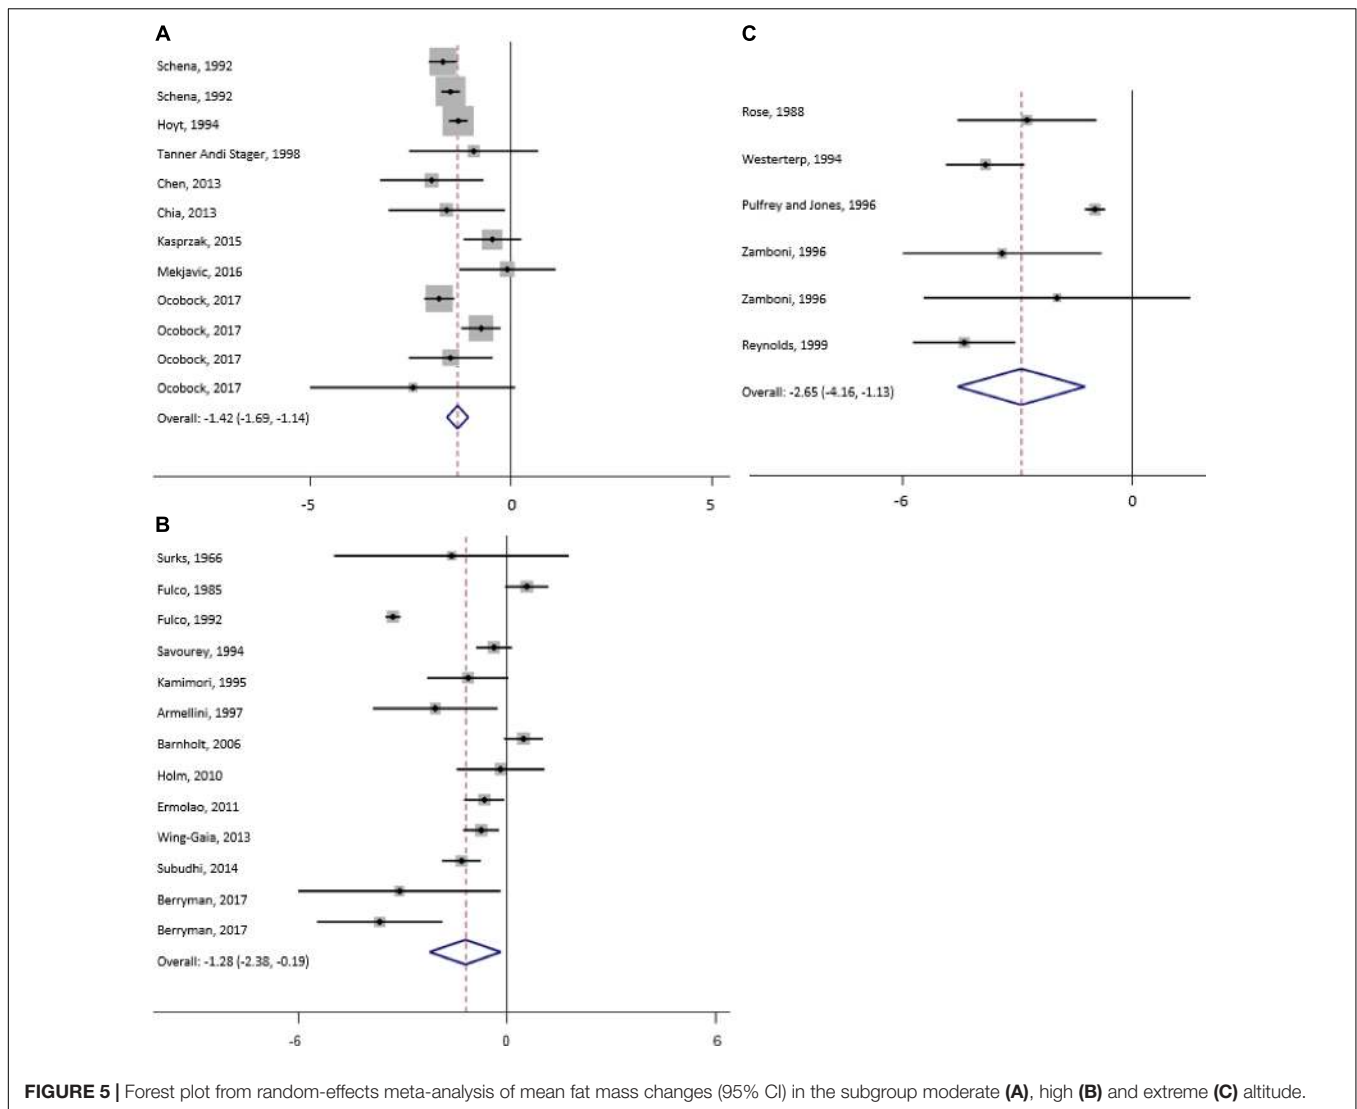 A
Schena, 1992
Schena, 1992
Hoyt, 1994
Tanner Andi Stager, 1998
Chen, 2013
Chia, 2013
Kasprzak, 2015
Mekjavic, 2016
Ocobock, 2017
Ocobock, 2017
Ocobock, 2017
Ocobock, 2017
Overall: -1.42 (-1.69, -1.14)
-5 0 5
B
Surks, 1966
Fulco, 1985
Fulco, 1992
Savourey, 1994
Kamimori, 1995
Armellini, 1997
Barnholt, 2006
Holm, 2010
Ermolao, 2011
Wing-Gaia, 2013
Subudhi, 2014
Berryman, 2017
Berryman, 2017
Overall: -1.28 (-2.38, -0.19)
-6 0 6
C
Rose, 1988
Westerterp, 1994
Pulfrey and Jones, 1996
Zamboni, 1996
Zamboni, 1996
Reynolds, 1999
Overall: -2.65 (-4.16, -1.13)
-6 0
FIGURE 5 | Forest plot from random-effects meta-analysis of mean fat mass changes (95% CI) in the subgroup moderate (A), high (B) and extreme (C) altitude.